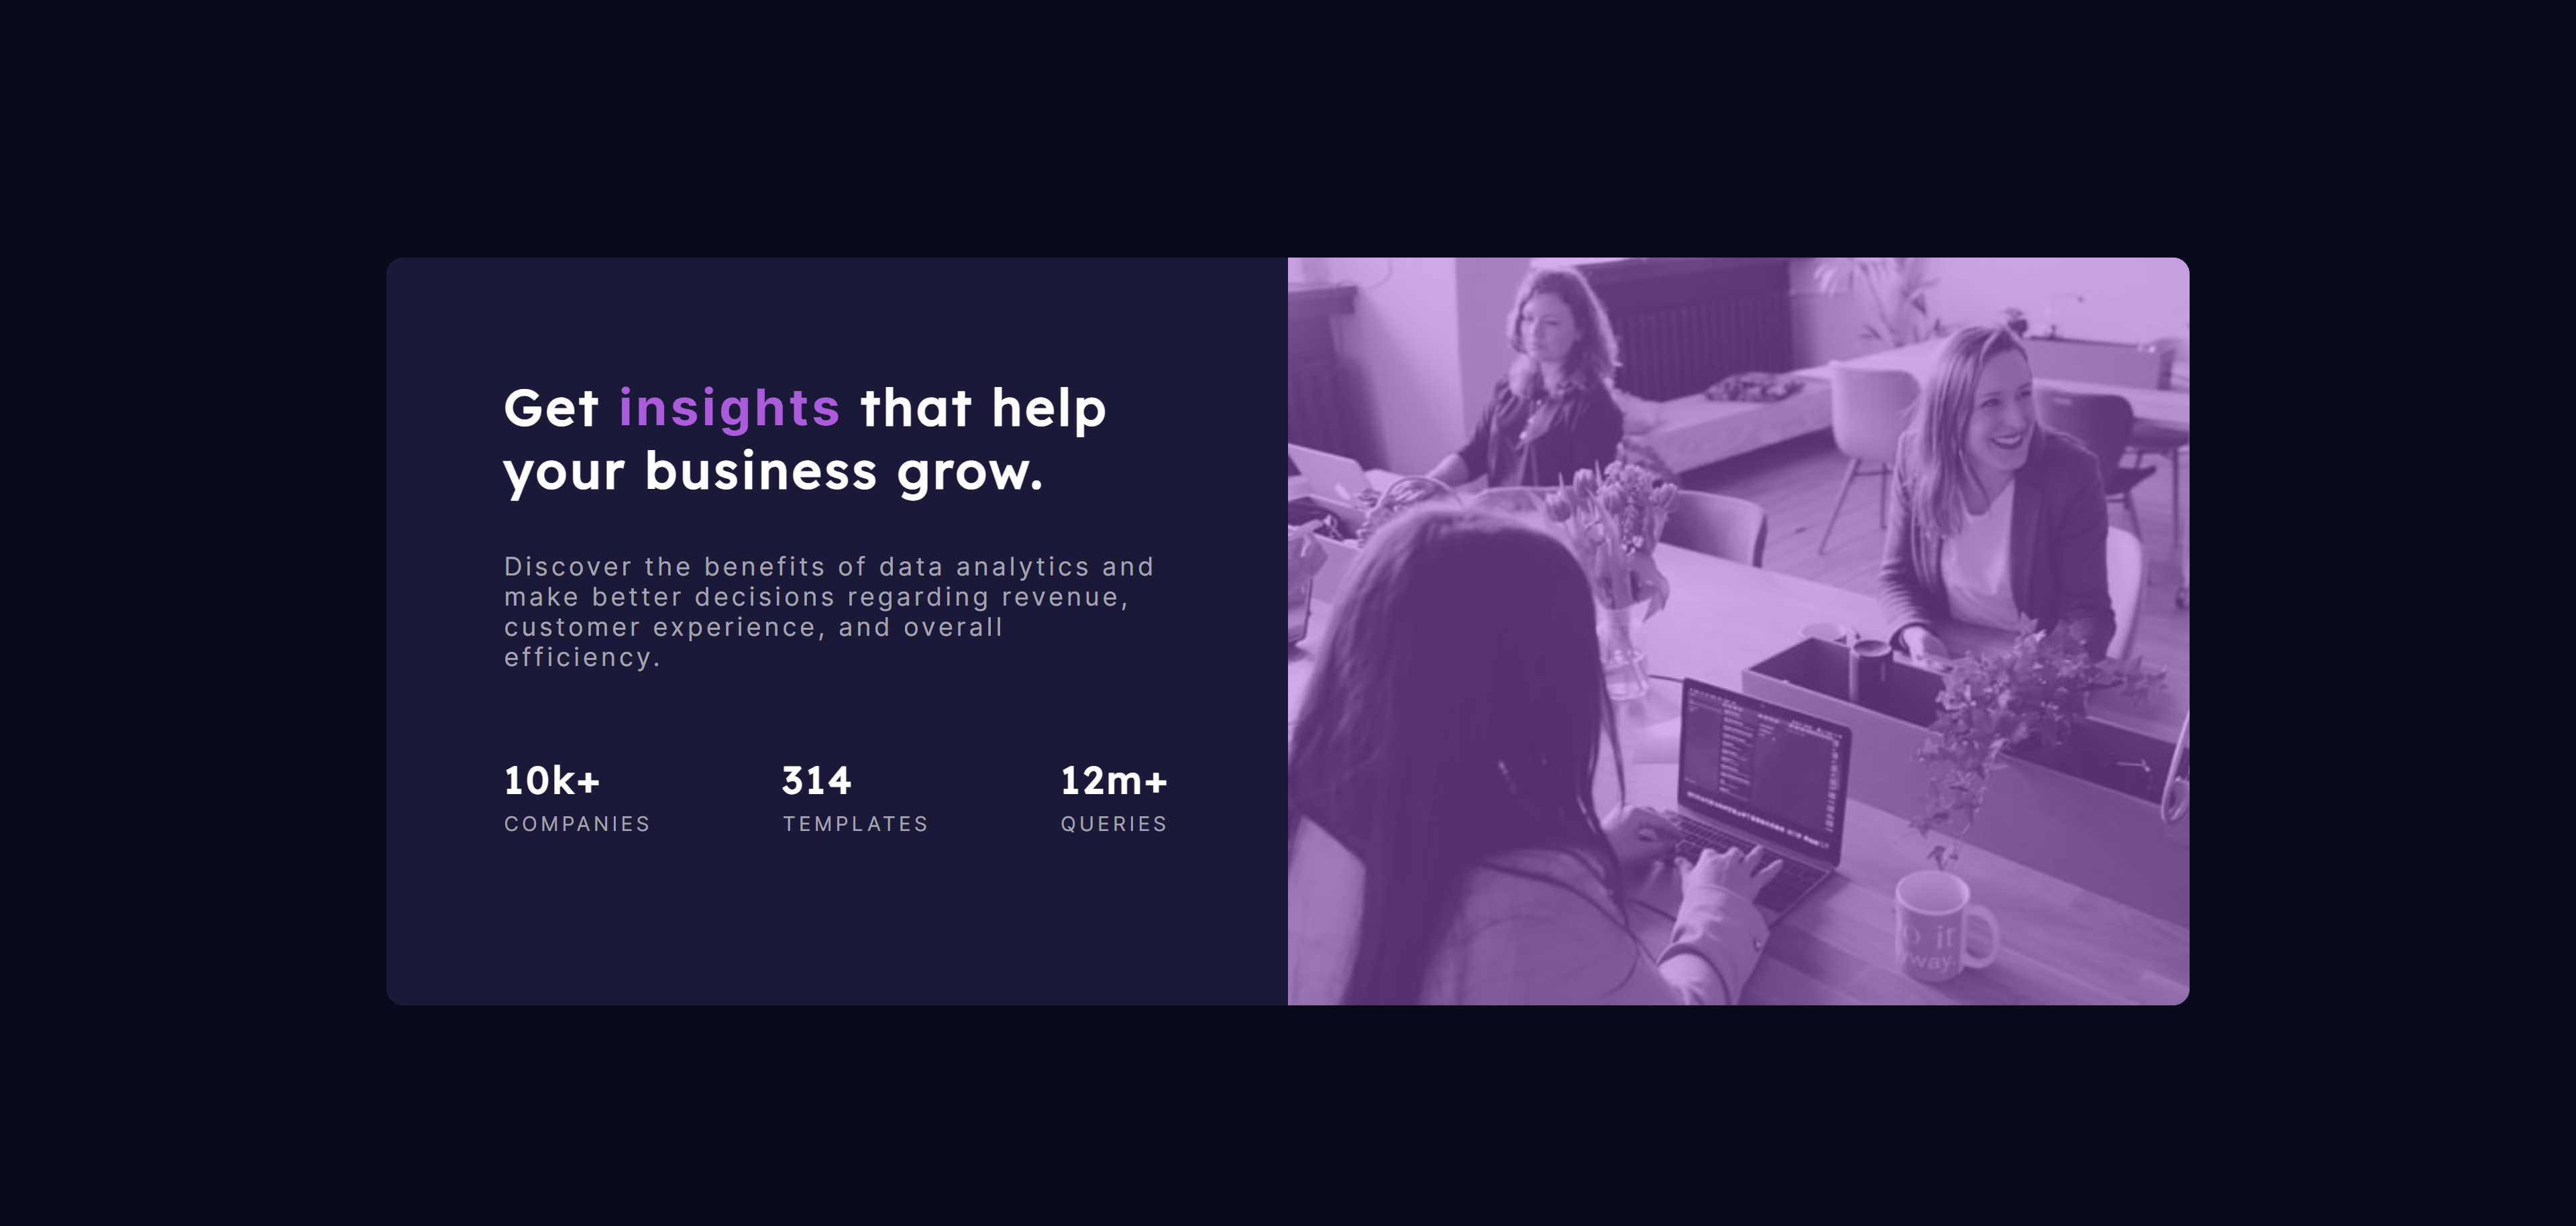 Get insights that help
your business grow.
Discover the benefits of data analytics and
make better decisions regarding revenue,
customer experience, and overall
efficiency.
10k+
COMPANIES
314
TEMPLATES
12m+
QUERIES